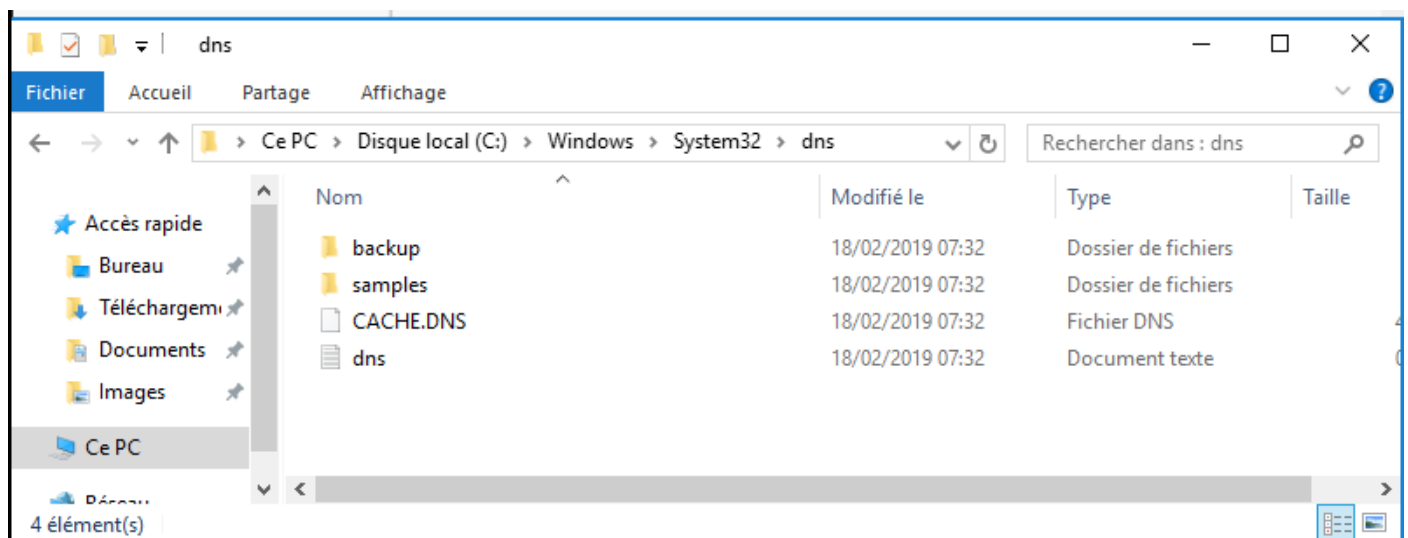 dns
Fichier Accueil Partage Affichage
Ce PC > Disque local (C:) > Windows > System32 > dns
Rechercher dans : dns
Nom Modifié le Type Taille
Accès rapide
Bureau
Téléchargem
Documents
Images
Ce PC
Réseau
backup 18/02/2019 07:32 Dossier de fichiers
samples 18/02/2019 07:32 Dossier de fichiers
CACHE.DNS 18/02/2019 07:32 Fichier DNS
dns 18/02/2019 07:32 Document texte
4 élément(s)